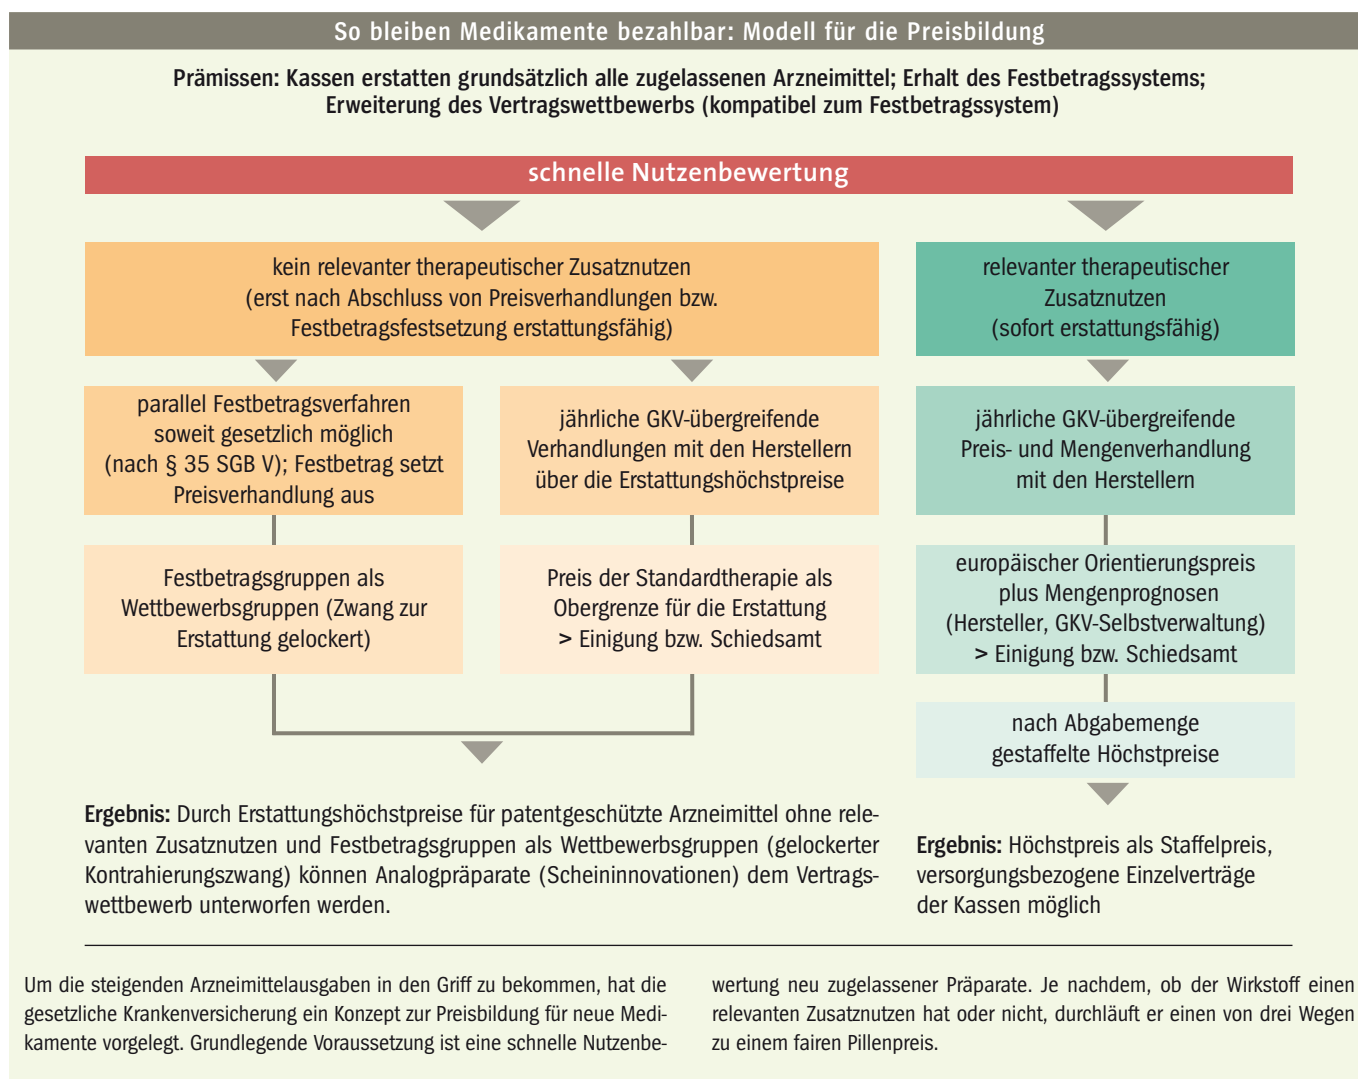 So bleiben Medikamente bezahlbar: Modell für die Preisbildung
Prämissen: Kassen erstatten grundsätzlich alle zugelassenen Arzneimittel; Erhalt des Festbetragssystems;
Erweiterung des Vertragswettbewerbs (kompatibel zum Festbetragssystem)
schnelle Nutzenbewertung
kein relevanter therapeutischer Zusatznutzen
(erst nach Abschluss von Preisverhandlungen bzw.
Festbetragsfestsetzung erstattungsfähig)
parallel Festbetragsverfahren
soweit gesetzlich möglich
(nach § 35 SGB V); Festbetrag setzt
Preisverhandlung aus
Festbetragsgruppen als
Wettbewerbsgruppen (Zwang zur
Erstattung gelockert)
jährliche GKV-übergreifende
Verhandlungen mit den Herstellern
über die Erstattungshöchstpreise
Preis der Standardtherapie als
Obergrenze für die Erstattung
> Einigung bzw. Schiedsamt
Ergebnis: Durch Erstattungshöchstpreise für patentgeschützte Arzneimittel ohne rele-
vanten Zusatznutzen und Festbetragsgruppen als Wettbewerbsgruppen (gelockerter
Kontrahierungszwang) können Analogpräparate (Scheininnovationen) dem Vertrags-
wettbewerb unterworfen werden.
relevanter therapeutischer
Zusatznutzen
(sofort erstattungsfähig)
jährliche GKV-übergreifende
Preis- und Mengenverhandlung
mit den Herstellern
europäischer Orientierungspreis
plus Mengenprognosen
(Hersteller, GKV-Selbstverwaltung)
> Einigung bzw. Schiedsamt
nach Abgabemenge
gestaffelte Höchstpreise
Ergebnis: Höchstpreis als Staffelpreis,
versorgungsbezogene Einzelverträge
der Kassen möglich
Um die steigenden Arzneimittelausgaben in den Griff zu bekommen, hat die
gesetzliche Krankenversicherung ein Konzept zur Preisbildung für neue Medi-
kamente vorgelegt. Grundlegende Voraussetzung ist eine schnelle Nutzenbe-
wertung neu zugelassener Präparate. Je nachdem, ob der Wirkstoff einen
relevanten Zusatznutzen hat oder nicht, durchläuft er einen von drei Wegen
zu einem fairen Pillenpreis.